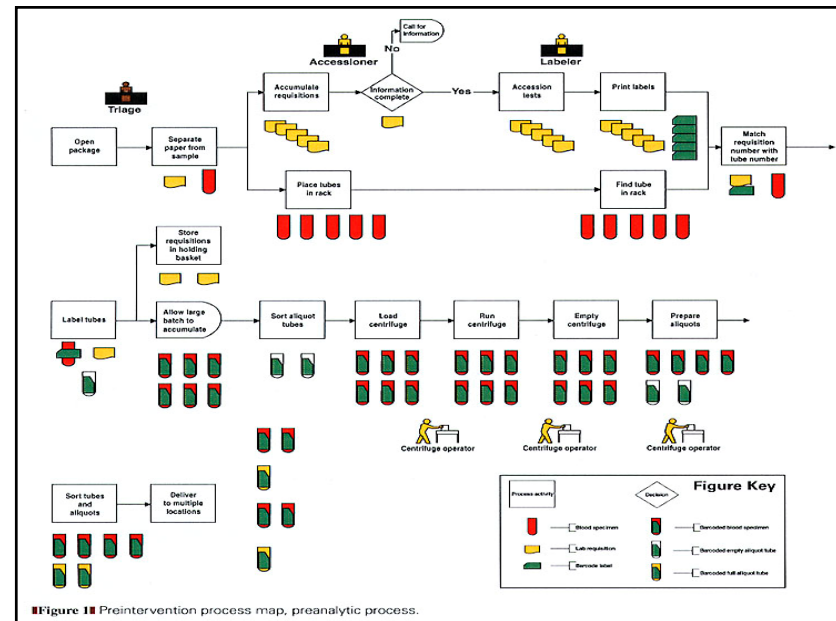 Call for
information
No
Accessioner
Labeler
Triage
Accumulate
requisitions
Information
complete
Yes
Accession
tests
Print labels
Open
package
Separate
paper from
sample
Match
requisition
number with
tube number
Place tubes
in rack
Find tube
in rack
Store
requisitions
in holding
basket
Label tubes
Allow large
batch to
accumulate
Sort aliquot
tubes
Load
centrifuge
Run
centrifuge
Empty
centrifuge
Prepare
aliquots
Centrifuge operator
Centrifuge operator
Centrifuge operator
Sort tubes
and
aliquots
Deliver
to multiple
locations
Figure Key
Process activity
Decision
Blood specimen
Barcoded blood specimen
Lab requisition
Barcoded empty aliquot tube
Barcode label
Barcoded full aliquot tube
Figure 1 Preintervention process map, preanalytic process.